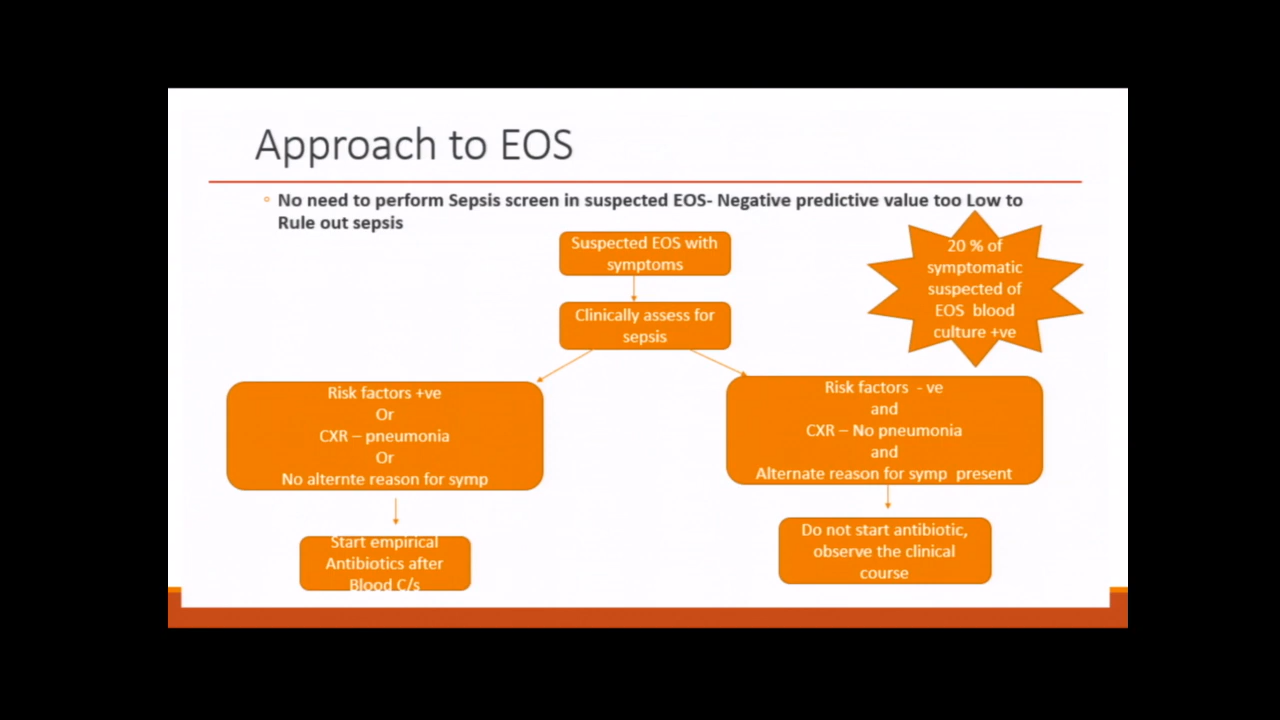 Approach to EOS
No need to perform Sepsis screen in suspected EOS- Negative predictive value too Low to
Rule out sepsis
Suspected EOS with
symptoms
20 % of
symptomatic
suspected of
EOS blood
culture +ve
Clinically assess for
sepsis
Risk factors +ve
Or
CXR – pneumonia
Or
No alternte reason for symp
Risk factors - ve
and
CXR – No pneumonia
and
Alternate reason for symp present
Start empirical
Antibiotics after
Blood C/s
Do not start antibiotic,
observe the clinical
course